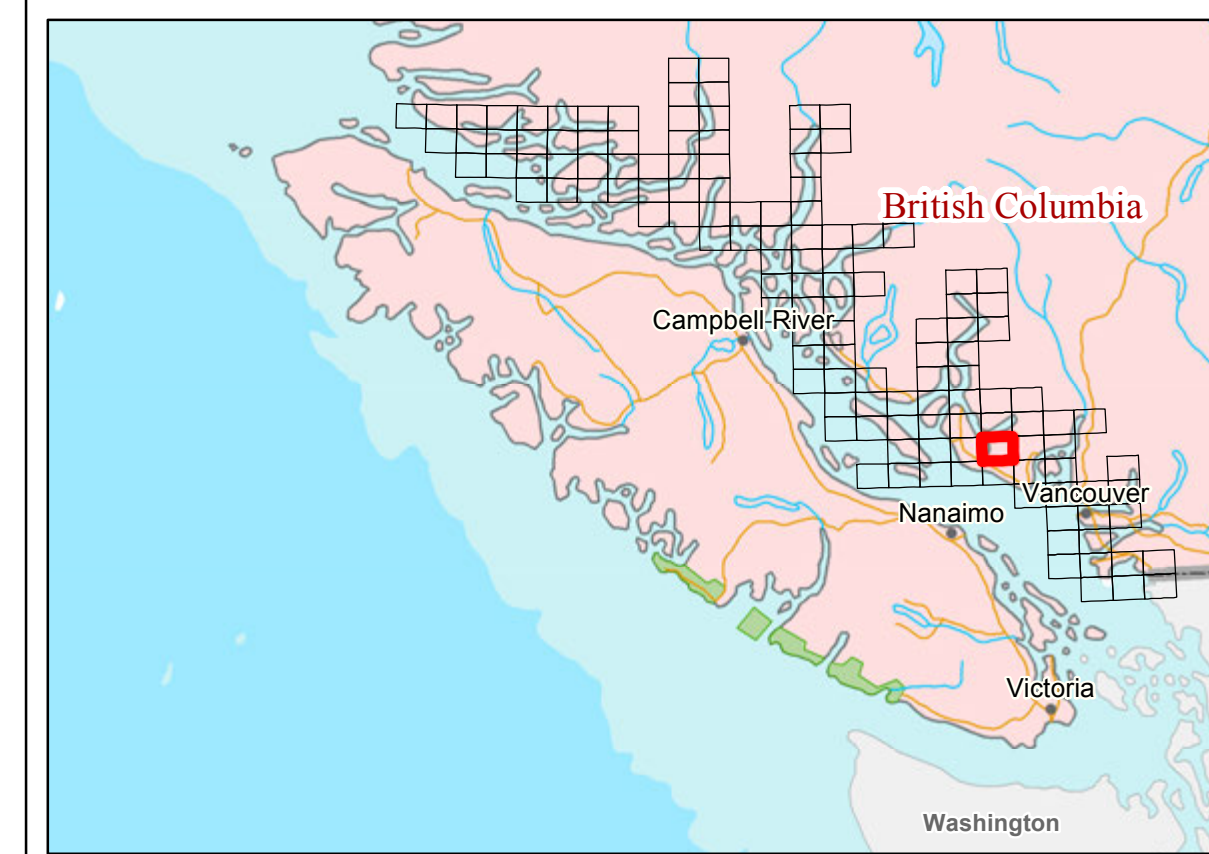 British Columbia
Campbell River
Vancouver
Nanaimo
Victoria
Washington